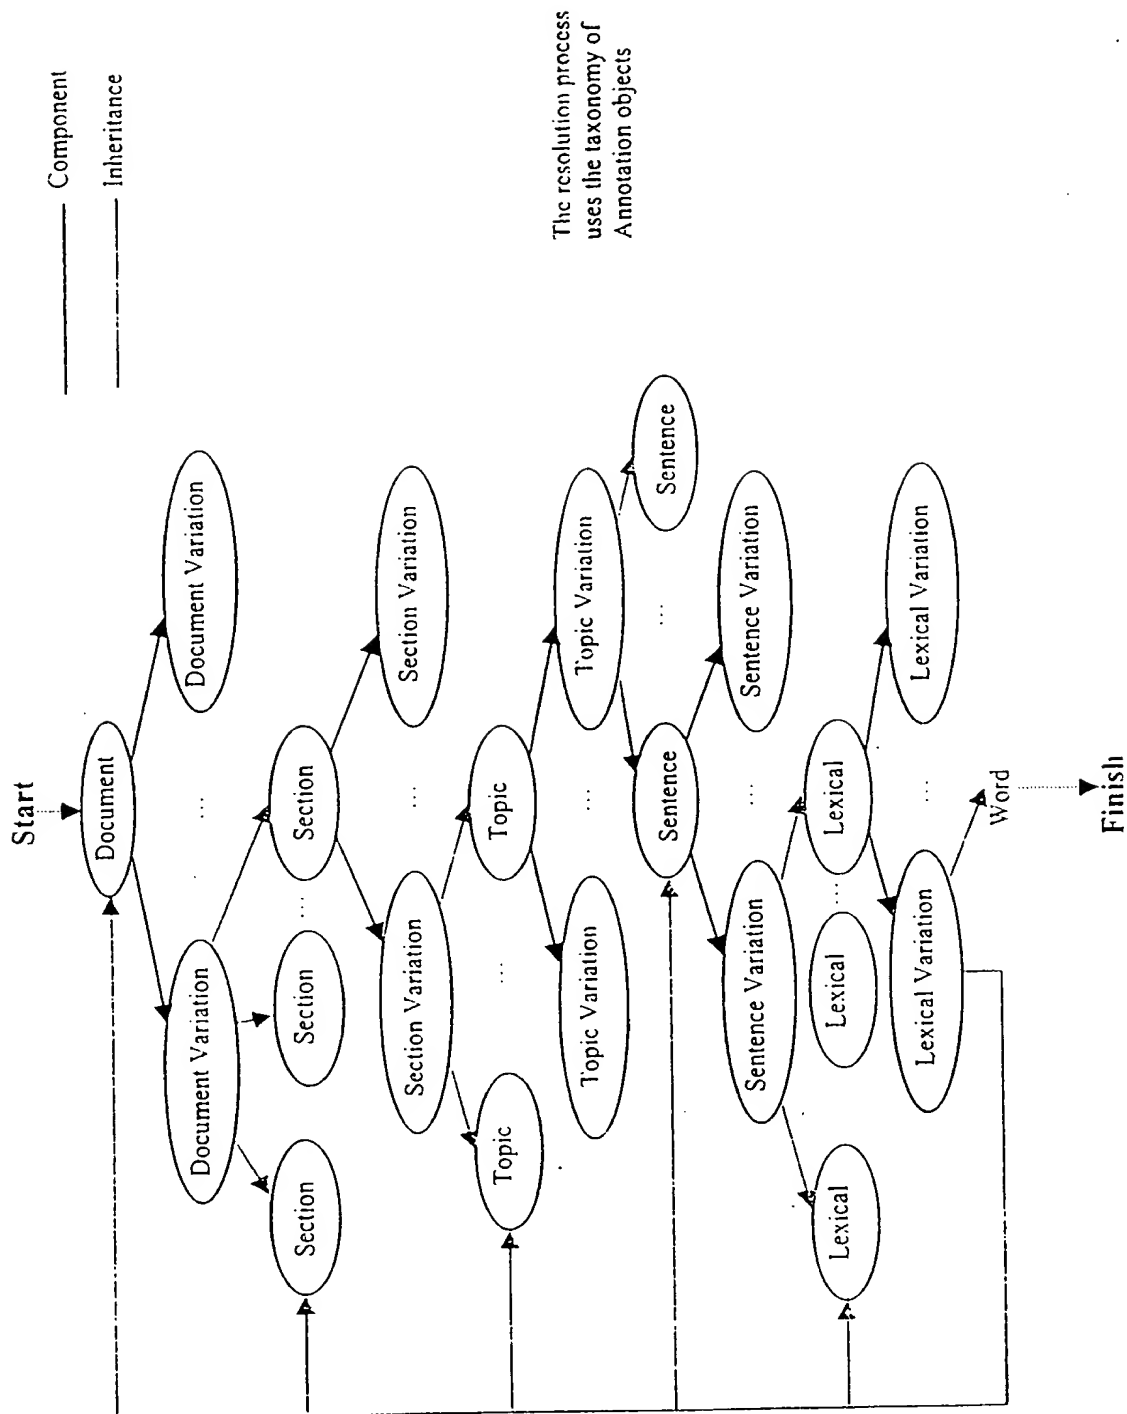 Component
Inheritance
The resolution process
uses the taxonomy of
Annotation objects
Start
Document
Document Variation
...
Document Variation
Section
Section
...
Section
Section Variation
...
Section Variation
Topic
...
Topic
Topic Variation
...
Topic Variation
Sentence
...
Sentence
Sentence Variation
...
Sentence Variation
Lexical
Lexical
...
Lexical
Lexical Variation
...
Lexical Variation
Word
Finish